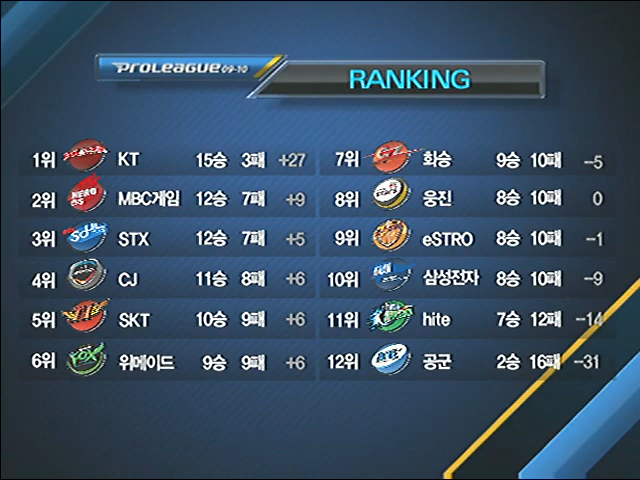 PROLEAGUE 09-10
RANKING
1위 KT 15승 3패 +27
2위 HERO MBC게임 12승 7패 +9
3위 STX 12승 7패 +5
4위 CJ 11승 8패 +6
5위 SKT 10승 9패 +6
6위 FOX 위메이드 9승 9패 +6
7위 화승 9승 10패 -5
8위 웅진 8승 10패 0
9위 eSTRO 8승 10패 -1
10위 삼성전자 8승 10패 -9
11위 hite 7승 12패 -14
12위 공군 2승 16패 -31